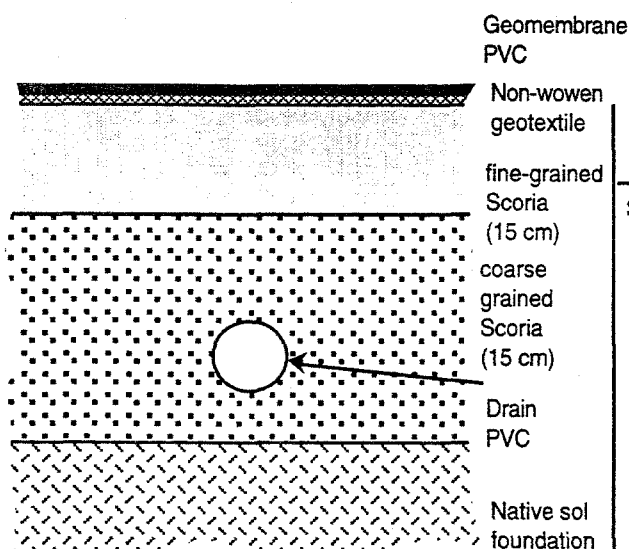 Geomembrane
PVC
Non-wowen
geotextile
fine-grained
Scoria
(15 cm)
coarse
grained
Scoria
(15 cm)
Drain
PVC
Native sol
foundation